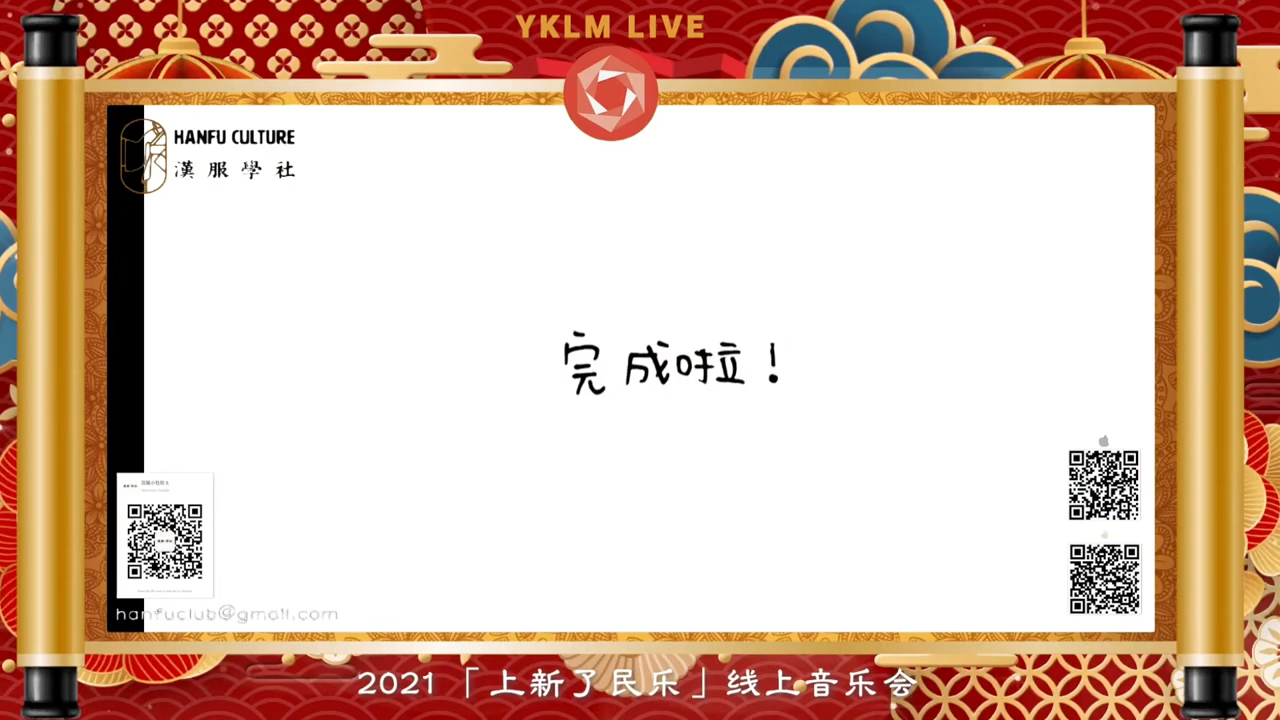 YKLM LIVE
HANFU CULTURE
漢服學社
完成啦！
hanfuclub@gmail.com
2021「上新了民乐」线上音乐会